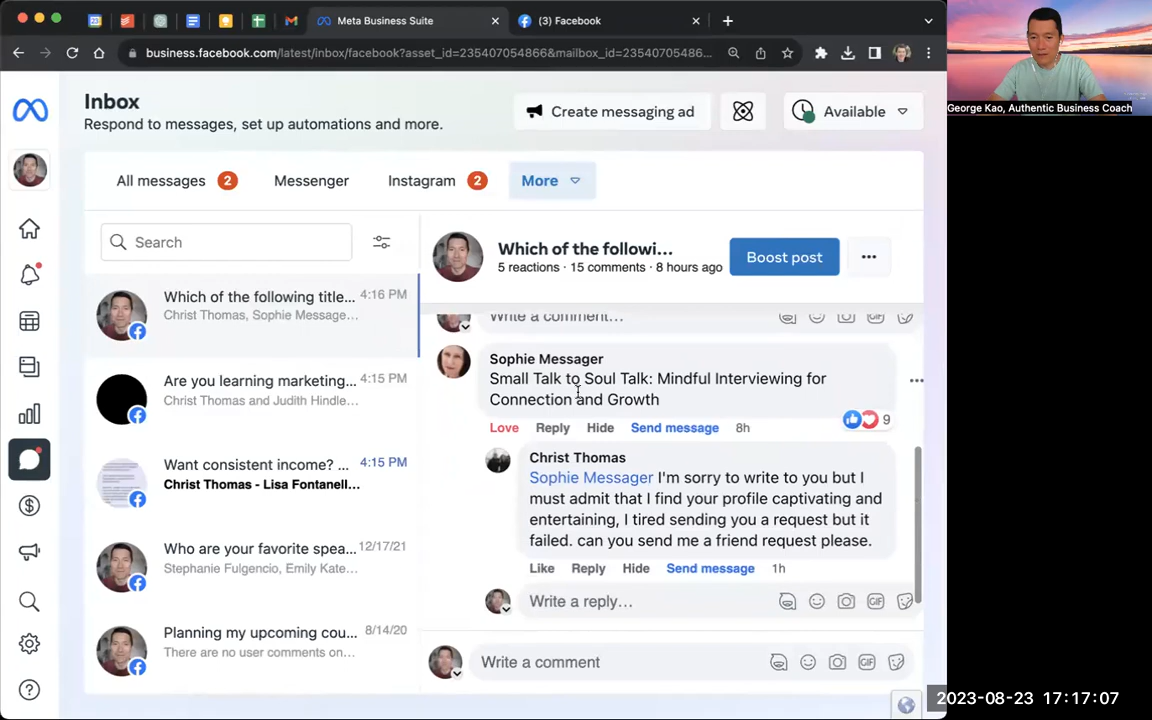 Meta Business Suite
(3) Facebook
business.facebook.com/latest/inbox/facebook?asset_id=235407054866&mailbox_id=23540705486...
George Kao, Authentic Business Coach
Inbox
Respond to messages, set up automations and more.
Create messaging ad
Available
All messages 2
Messenger
Instagram 2
More
Search
Which of the followi...
5 reactions · 15 comments · 8 hours ago
Boost post
Which of the following title... 4:16 PM
Christ Thomas, Sophie Message...
Are you learning marketing... 4:15 PM
Christ Thomas and Judith Hindle...
Want consistent income? ... 4:15 PM
Christ Thomas - Lisa Fontanell...
Who are your favorite spea... 12/17/21
Stephanie Fulgencio, Emily Kate...
Planning my upcoming cou... 8/14/20
There are no user comments on...
Write a comment...
GIF
Sophie Messager
Small Talk to Soul Talk: Mindful Interviewing for
Connection and Growth
9
Love Reply Hide Send message 8h
Christ Thomas
Sophie Messager I'm sorry to write to you but I
must admit that I find your profile captivating and
entertaining, I tired sending you a request but it
failed. can you send me a friend request please.
Like Reply Hide Send message 1h
Write a reply...
GIF
Write a comment
GIF
2023-08-23 17:17:07